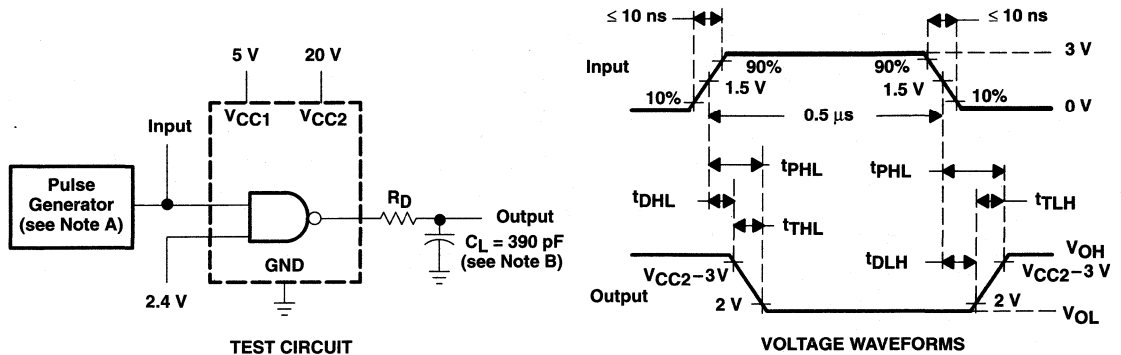 5 V
20 V
VCC1
VCC2
Input
Pulse
Generator
(see Note A)
2.4 V
GND
RD
Output
CL = 390 pF
(see Note B)
TEST CIRCUIT
≤ 10 ns
≤ 10 ns
Input
3 V
90%
90%
1.5 V
1.5 V
10%
10%
0 V
0.5 μs
tPHL
tPHL
tDHL
tTLH
tTHL
tDLH
VOH
VCC2−3V
VCC2−3 V
Output
2 V
2 V
VOL
VOLTAGE WAVEFORMS